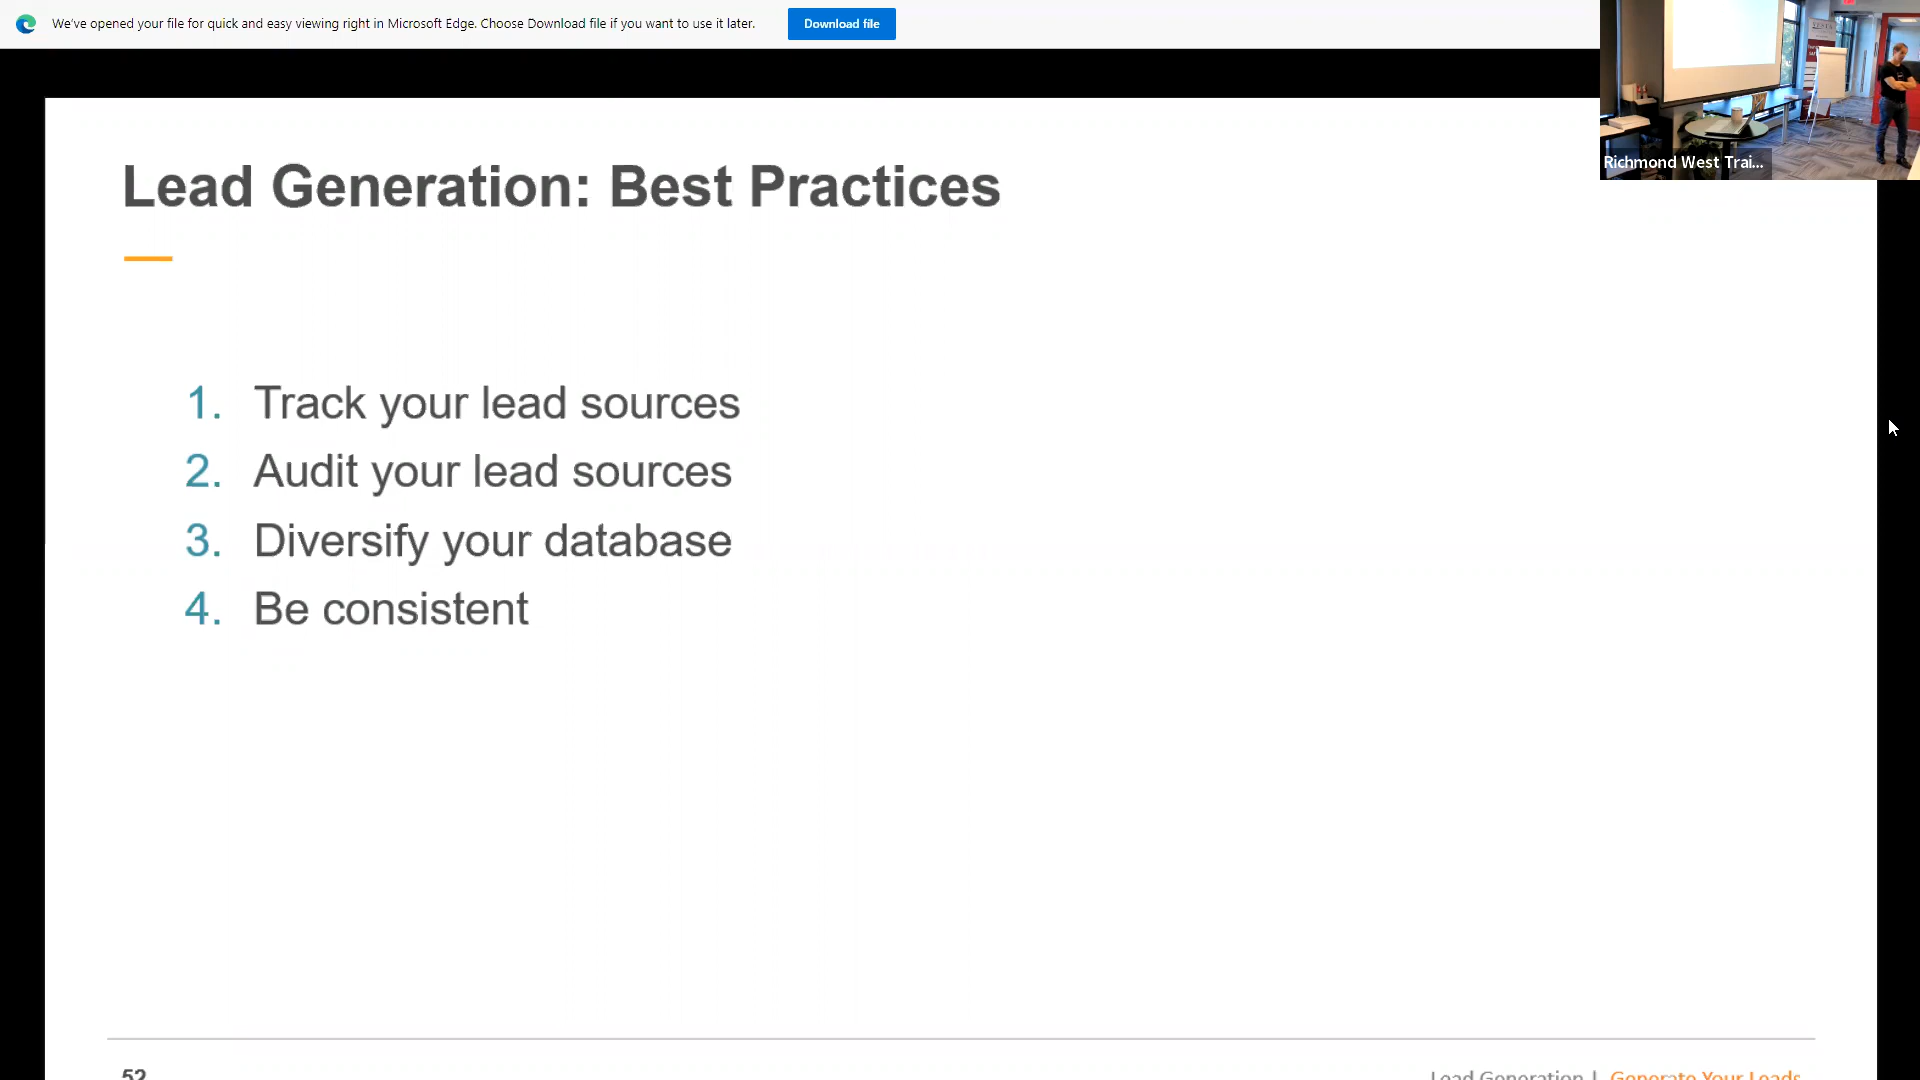 We've opened your file for quick and easy viewing right in Microsoft Edge. Choose Download file if you want to use it later.
Download file
Richmond West Trai...
Lead Generation: Best Practices
1. Track your lead sources
2. Audit your lead sources
3. Diversify your database
4. Be consistent
52
Lead Generation | Generate Your Leads